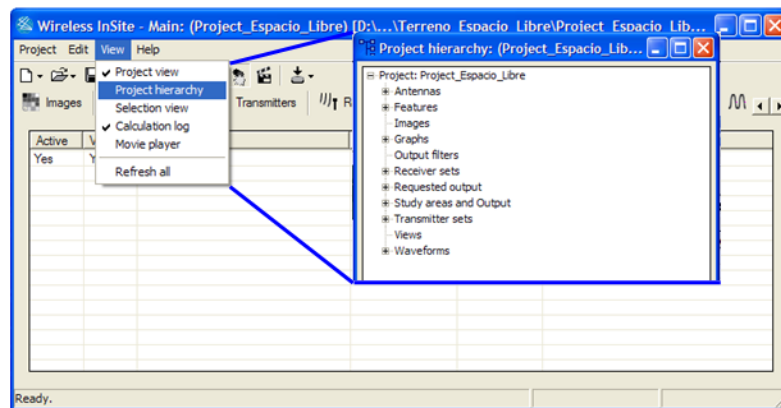 Wireless InSite - Main: (Project_Espacio_Libre) [D:\...\Terreno_Espacio_Libre\Project_Espacio_Lib...
Project Edit View Help
Images
Transmitters
R
Active V
Yes Y
Project view
Project hierarchy
Selection view
Calculation log
Movie player
Refresh all
Project hierarchy: (Project_Espacio_Lib...
Project: Project_Espacio_Libre
Antennas
Features
Images
Graphs
Output filters
Receiver sets
Requested output
Study areas and Output
Transmitter sets
Views
Waveforms
Ready.